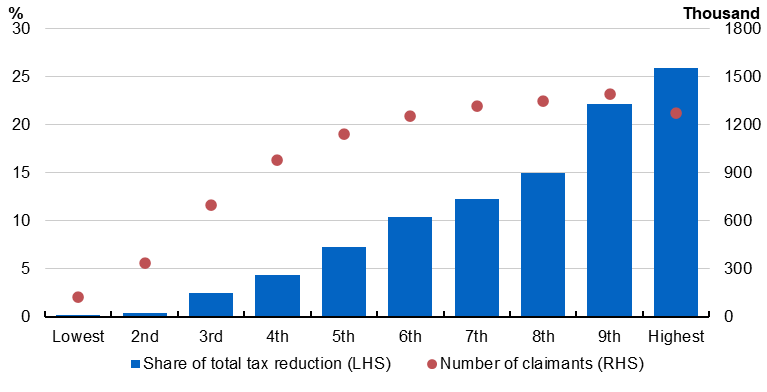 % Thousand
30 1800
25 1500
20 1200
15 900
10 600
5 300
0 0
Lowest 2nd 3rd 4th 5th 6th 7th 8th 9th Highest
Share of total tax reduction (LHS) Number of claimants (RHS)